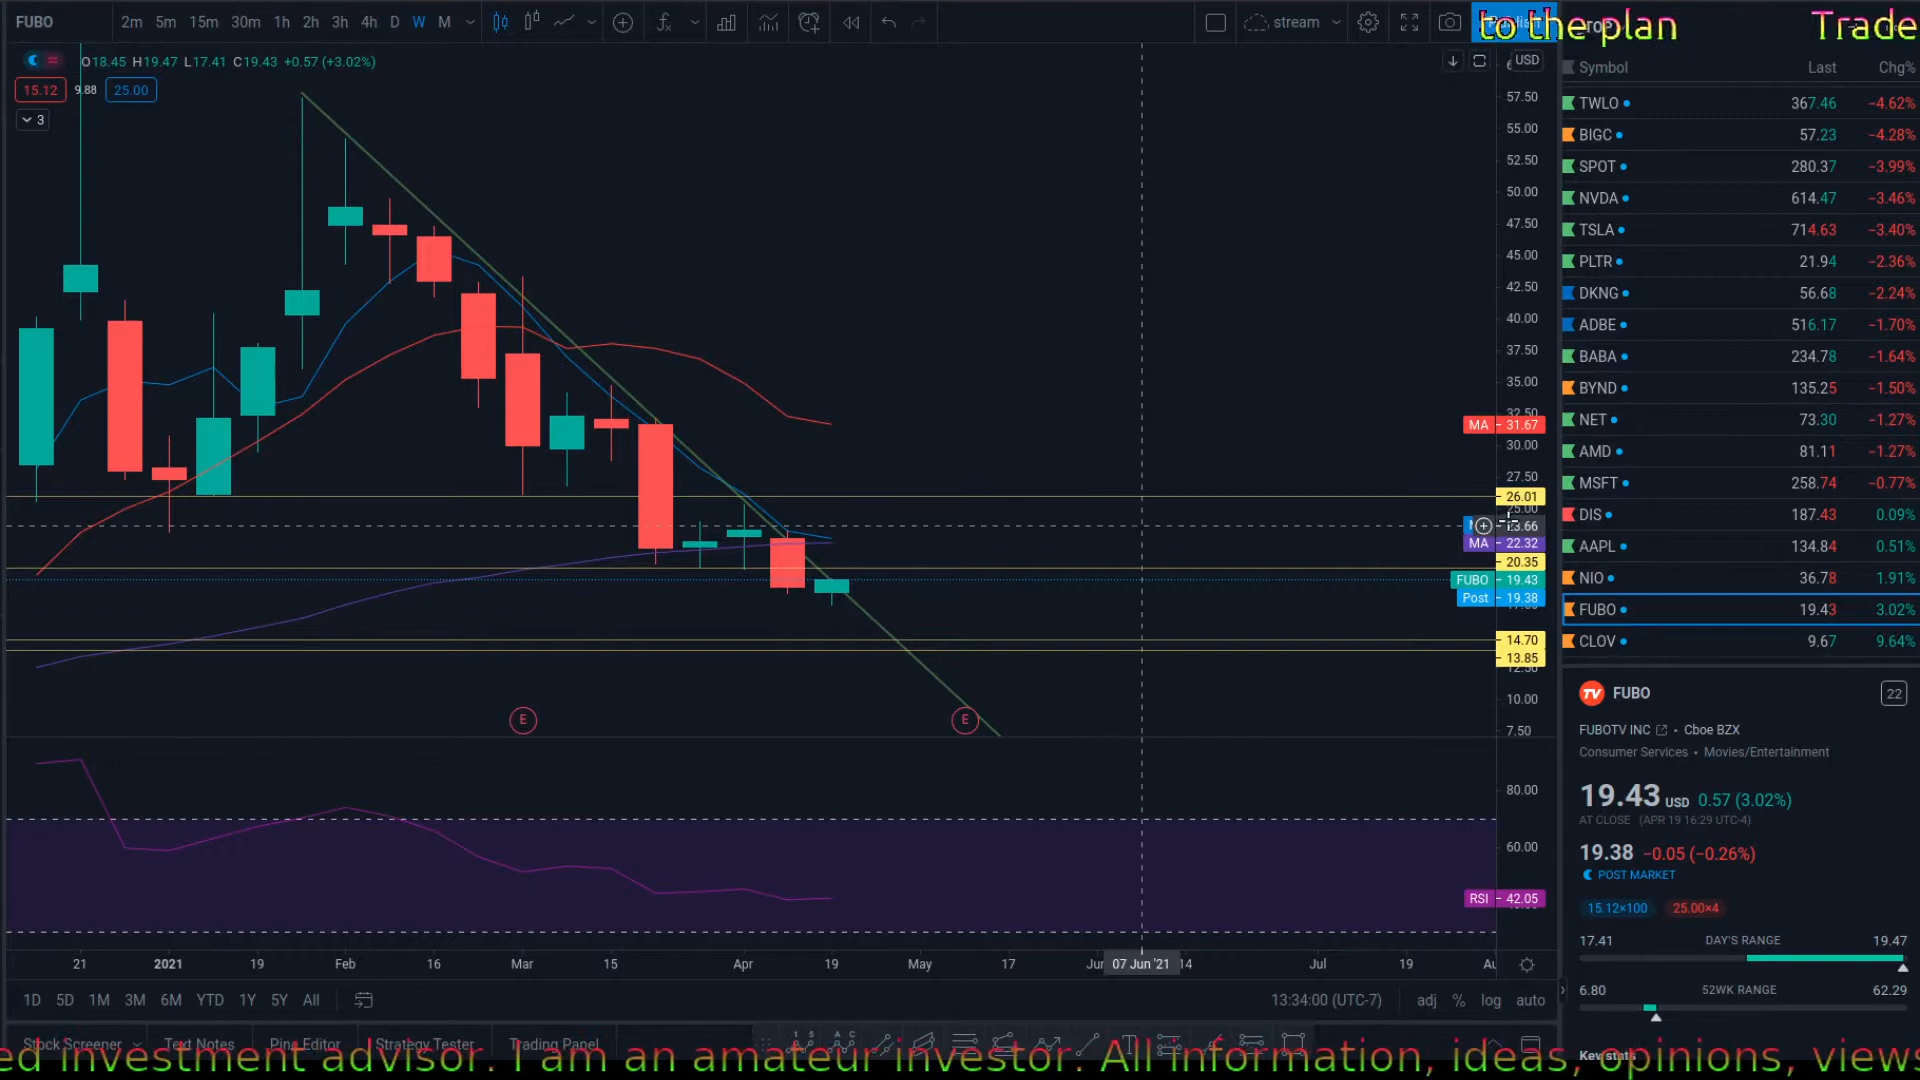 FUBO 2m 5m 15m 30m 1h 2h 3h 4h D W M stream to the plan Trade
O18.45 H19.47 L17.41 C19.43 +0.57 (+3.02%) USD
15.12 9.88 25.00
3
57.50
55.00
52.50
50.00
47.50
45.00
42.50
40.00
37.50
35.00
32.50
MA 31.67
30.00
27.50
26.01
25.00
23.66
MA 22.32
20.35
FUBO 19.43
Post 19.38
14.70
13.85
12.50
10.00
7.50
E E
80.00
60.00
RSI 42.05
21 2021 19 Feb 16 Mar 15 Apr 19 May 17 Jun 07 Jun '21 14 Jul 19 Au
1D 5D 1M 3M 6M YTD 1Y 5Y All 13:34:00 (UTC-7) adj % log auto
Stock Screener Text Notes Pine Editor Strategy Tester Trading Panel
Symbol Last Chg%
TWLO 367.46 −4.62%
BIGC 57.23 −4.28%
SPOT 280.37 −3.99%
NVDA 614.47 −3.46%
TSLA 714.63 −3.40%
PLTR 21.94 −2.36%
DKNG 56.68 −2.24%
ADBE 516.17 −1.70%
BABA 234.78 −1.64%
BYND 135.25 −1.50%
NET 73.30 −1.27%
AMD 81.11 −1.27%
MSFT 258.74 −0.77%
DIS 187.43 0.09%
AAPL 134.84 0.51%
NIO 36.78 1.91%
FUBO 19.43 3.02%
CLOV 9.67 9.64%
FUBO 22
FUBOTV INC • Cboe BZX
Consumer Services • Movies/Entertainment
19.43 USD 0.57 (3.02%)
AT CLOSE (APR 19 16:29 UTC-4)
19.38 −0.05 (−0.26%)
POST MARKET
15.12×100 25.00×4
17.41 DAY'S RANGE 19.47
6.80 52WK RANGE 62.29
Key stats
ed investment advisor. I am an amateur investor. All information, ideas, opinions, views